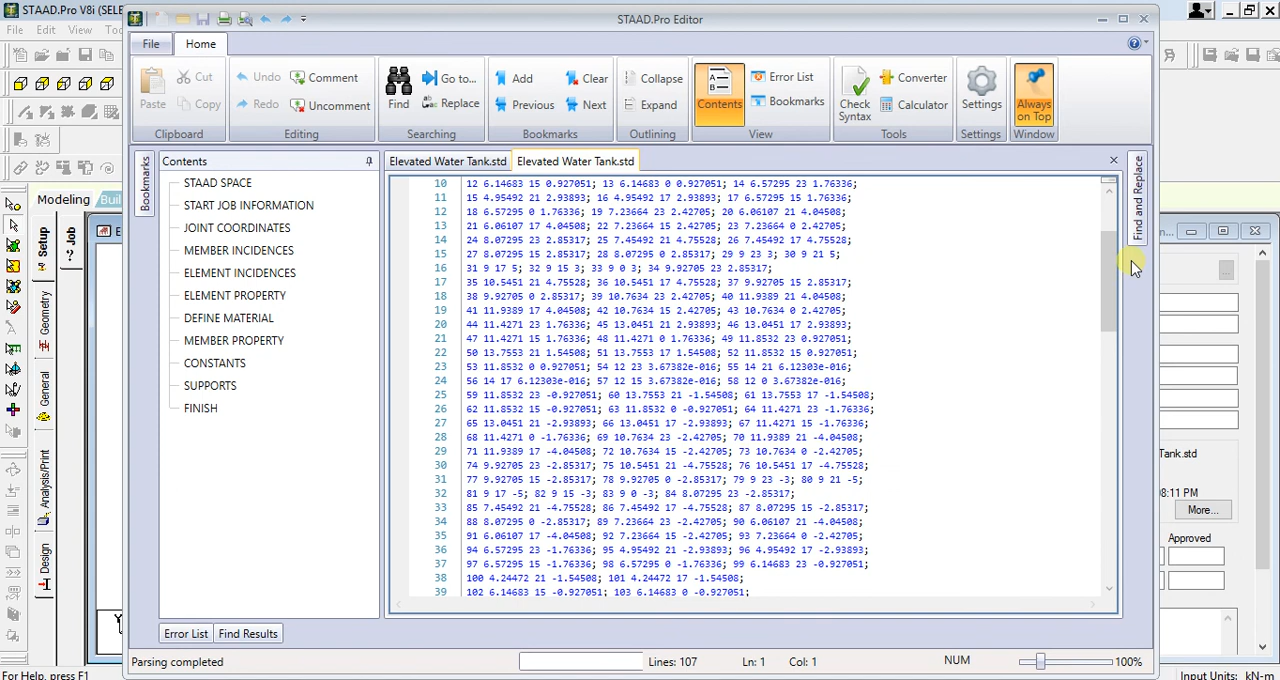 STAAD.Pro V8i (SELE
STAAD.Pro Editor
File Edit View
File Home
Cut Undo Comment Go to... Add Clear Collapse Error List Converter
Paste Copy Redo Uncomment Find Replace Previous Next Expand Contents Bookmarks Check Syntax Calculator Settings Always on Top
Clipboard Editing Searching Bookmarks Outlining View Tools Settings Window
Modeling
Setup
Job
Geometry
General
Analysis/Print
Design
Bookmarks
Contents
STAAD SPACE
START JOB INFORMATION
JOINT COORDINATES
MEMBER INCIDENCES
ELEMENT INCIDENCES
ELEMENT PROPERTY
DEFINE MATERIAL
MEMBER PROPERTY
CONSTANTS
SUPPORTS
FINISH
Elevated Water Tank.std Elevated Water Tank.std
10 12 6.14683 15 0.927051; 13 6.14683 0 0.927051; 14 6.57295 23 1.76336;
11 15 4.95492 21 2.93893; 16 4.95492 17 2.93893; 17 6.57295 15 1.76336;
12 18 6.57295 0 1.76336; 19 7.23664 23 2.42705; 20 6.06107 21 4.04508;
13 21 6.06107 17 4.04508; 22 7.23664 15 2.42705; 23 7.23664 0 2.42705;
14 24 8.07295 23 2.85317; 25 7.45492 21 4.75528; 26 7.45492 17 4.75528;
15 27 8.07295 15 2.85317; 28 8.07295 0 2.85317; 29 9 23 3; 30 9 21 5;
16 31 9 17 5; 32 9 15 3; 33 9 0 3; 34 9.92705 23 2.85317;
17 35 10.5451 21 4.75528; 36 10.5451 17 4.75528; 37 9.92705 15 2.85317;
18 38 9.92705 0 2.85317; 39 10.7634 23 2.42705; 40 11.9389 21 4.04508;
19 41 11.9389 17 4.04508; 42 10.7634 15 2.42705; 43 10.7634 0 2.42705;
20 44 11.4271 23 1.76336; 45 13.0451 21 2.93893; 46 13.0451 17 2.93893;
21 47 11.4271 15 1.76336; 48 11.4271 0 1.76336; 49 11.8532 23 0.927051;
22 50 13.7553 21 1.54508; 51 13.7553 17 1.54508; 52 11.8532 15 0.927051;
23 53 11.8532 0 0.927051; 54 12 23 3.67382e-016; 55 14 21 6.12303e-016;
24 56 14 17 6.12303e-016; 57 12 15 3.67382e-016; 58 12 0 3.67382e-016;
25 59 11.8532 23 -0.927051; 60 13.7553 21 -1.54508; 61 13.7553 17 -1.54508;
26 62 11.8532 15 -0.927051; 63 11.8532 0 -0.927051; 64 11.4271 23 -1.76336;
27 65 13.0451 21 -2.93893; 66 13.0451 17 -2.93893; 67 11.4271 15 -1.76336;
28 68 11.4271 0 -1.76336; 69 10.7634 23 -2.42705; 70 11.9389 21 -4.04508;
29 71 11.9389 17 -4.04508; 72 10.7634 15 -2.42705; 73 10.7634 0 -2.42705;
30 74 9.92705 23 -2.85317; 75 10.5451 21 -4.75528; 76 10.5451 17 -4.75528;
31 77 9.92705 15 -2.85317; 78 9.92705 0 -2.85317; 79 9 23 -3; 80 9 21 -5;
32 81 9 17 -5; 82 9 15 -3; 83 9 0 -3; 84 8.07295 23 -2.85317;
33 85 7.45492 21 -4.75528; 86 7.45492 17 -4.75528; 87 8.07295 15 -2.85317;
34 88 8.07295 0 -2.85317; 89 7.23664 23 -2.42705; 90 6.06107 21 -4.04508;
35 91 6.06107 17 -4.04508; 92 7.23664 15 -2.42705; 93 7.23664 0 -2.42705;
36 94 6.57295 23 -1.76336; 95 4.95492 21 -2.93893; 96 4.95492 17 -2.93893;
37 97 6.57295 15 -1.76336; 98 6.57295 0 -1.76336; 99 6.14683 23 -0.927051;
38 100 4.24472 21 -1.54508; 101 4.24472 17 -1.54508;
39 102 6.14683 15 -0.927051; 103 6.14683 0 -0.927051;
Find and Replace
Tank.std
08:11 PM
More...
Approved
Error List Find Results
Parsing completed Lines: 107 Ln: 1 Col: 1 NUM 100%
For Help, press F1
Input Units: kN-m